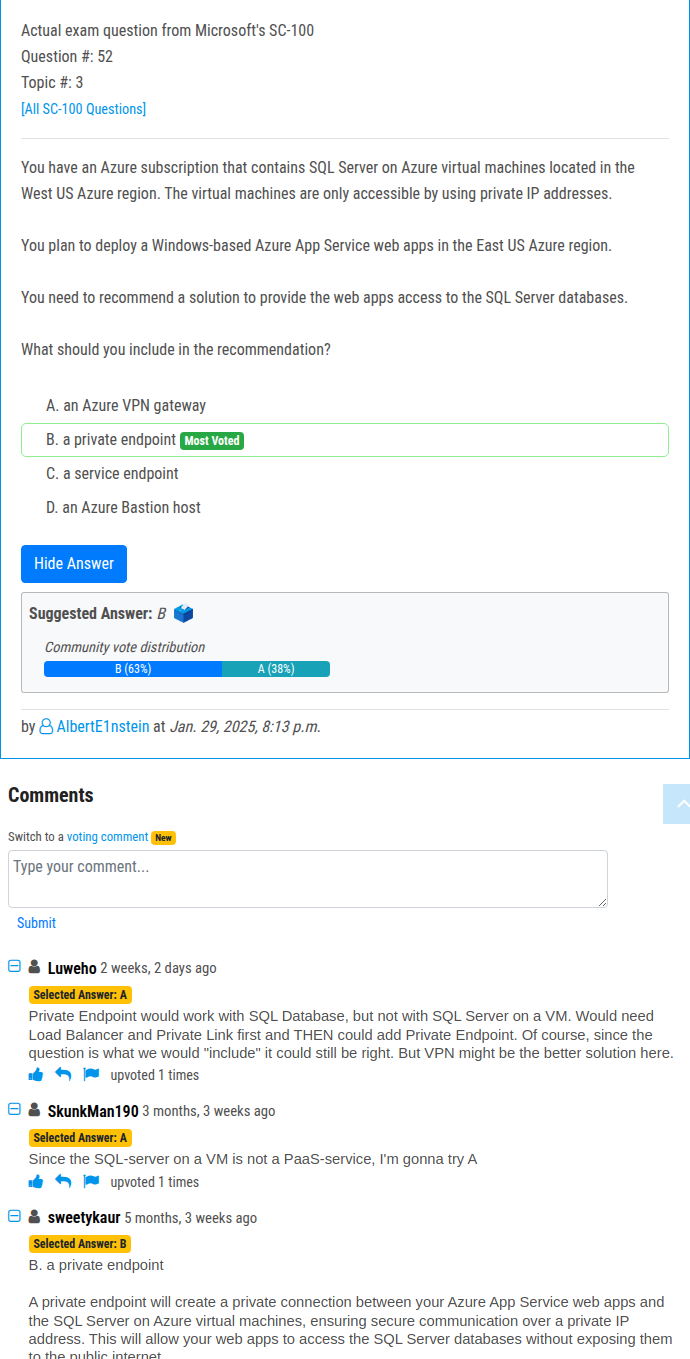 Actual exam question from Microsoft's SC-100
Question #: 52
Topic #: 3
[All SC-100 Questions]
You have an Azure subscription that contains SQL Server on Azure virtual machines located in the
West US Azure region. The virtual machines are only accessible by using private IP addresses.
You plan to deploy a Windows-based Azure App Service web apps in the East US Azure region.
You need to recommend a solution to provide the web apps access to the SQL Server databases.
What should you include in the recommendation?
A. an Azure VPN gateway
B. a private endpoint Most Voted
C. a service endpoint
D. an Azure Bastion host
Hide Answer
Suggested Answer: B
Community vote distribution
B (63%) A (38%)
by AlbertE1nstein at Jan. 29, 2025, 8:13 p.m.
Comments
Switch to a voting comment New
Type your comment...
Submit
Luweho 2 weeks, 2 days ago
Selected Answer: A
Private Endpoint would work with SQL Database, but not with SQL Server on a VM. Would need
Load Balancer and Private Link first and THEN could add Private Endpoint. Of course, since the
question is what we would "include" it could still be right. But VPN might be the better solution here.
upvoted 1 times
SkunkMan190 3 months, 3 weeks ago
Selected Answer: A
Since the SQL-server on a VM is not a PaaS-service, I'm gonna try A
upvoted 1 times
sweetykaur 5 months, 3 weeks ago
Selected Answer: B
B. a private endpoint
A private endpoint will create a private connection between your Azure App Service web apps and
the SQL Server on Azure virtual machines, ensuring secure communication over a private IP
address. This will allow your web apps to access the SQL Server databases without exposing them
to the public internet.